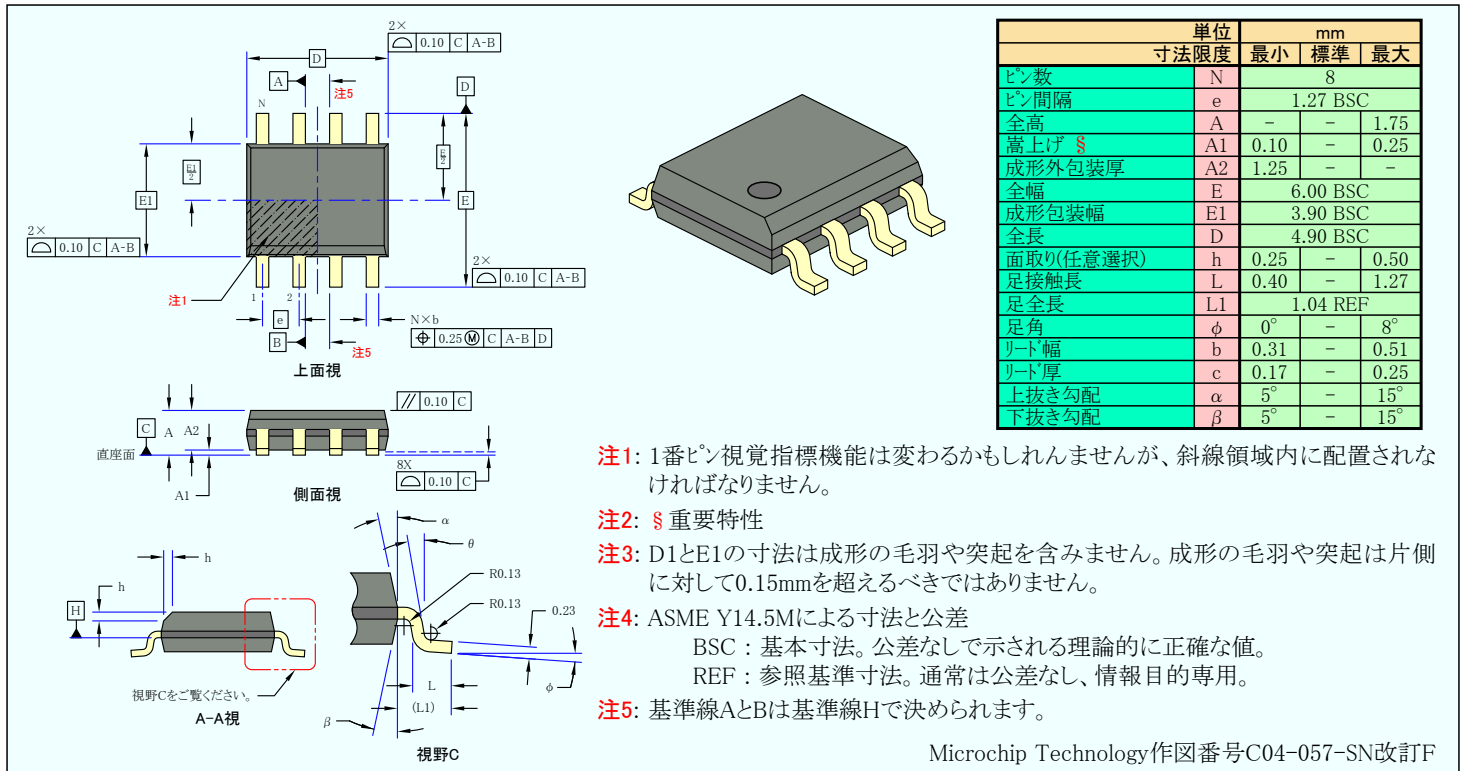 2×
0.10 C A-B
D
A
注5
D
N
E1
2
E
2
E1
E
2×
0.10 C A-B
2×
0.10 C A-B
注1
1 2
e
N×b
B
0.25 Ⓜ C A-B D
注5
上面視
// 0.10 C
C A A2
直座面
8X
0.10 C
A1
側面視
h
h
H
視野Cをご覧ください。
A-A視
α
θ
R0.13
R0.13
0.23
L
(L1)
φ
β
視野C
単位 mm
寸法限度 最小 標準 最大
ピン数 N 8
ピン間隔 e 1.27 BSC
全高 A - - 1.75
嵩上げ § A1 0.10 - 0.25
成形外包装厚 A2 1.25 - -
全幅 E 6.00 BSC
成形包装幅 E1 3.90 BSC
全長 D 4.90 BSC
面取り(任意選択) h 0.25 - 0.50
足接触長 L 0.40 - 1.27
足全長 L1 1.04 REF
足角 φ 0° - 8°
リード幅 b 0.31 - 0.51
リード厚 c 0.17 - 0.25
上抜き勾配 α 5° - 15°
下抜き勾配 β 5° - 15°
注1: 1番ピン視覚指標機能は変わるかもしれんませんが、斜線領域内に配置されな
ければなりません。
注2: § 重要特性
注3: D1とE1の寸法は成形の毛羽や突起を含みません。成形の毛羽や突起は片側
に対して0.15mmを超えるべきではありません。
注4: ASME Y14.5Mによる寸法と公差
BSC : 基本寸法。公差なしで示される理論的に正確な値。
REF : 参照基準寸法。通常は公差なし、情報目的専用。
注5: 基準線AとBは基準線Hで決められます。
Microchip Technology作図番号C04-057-SN改訂F